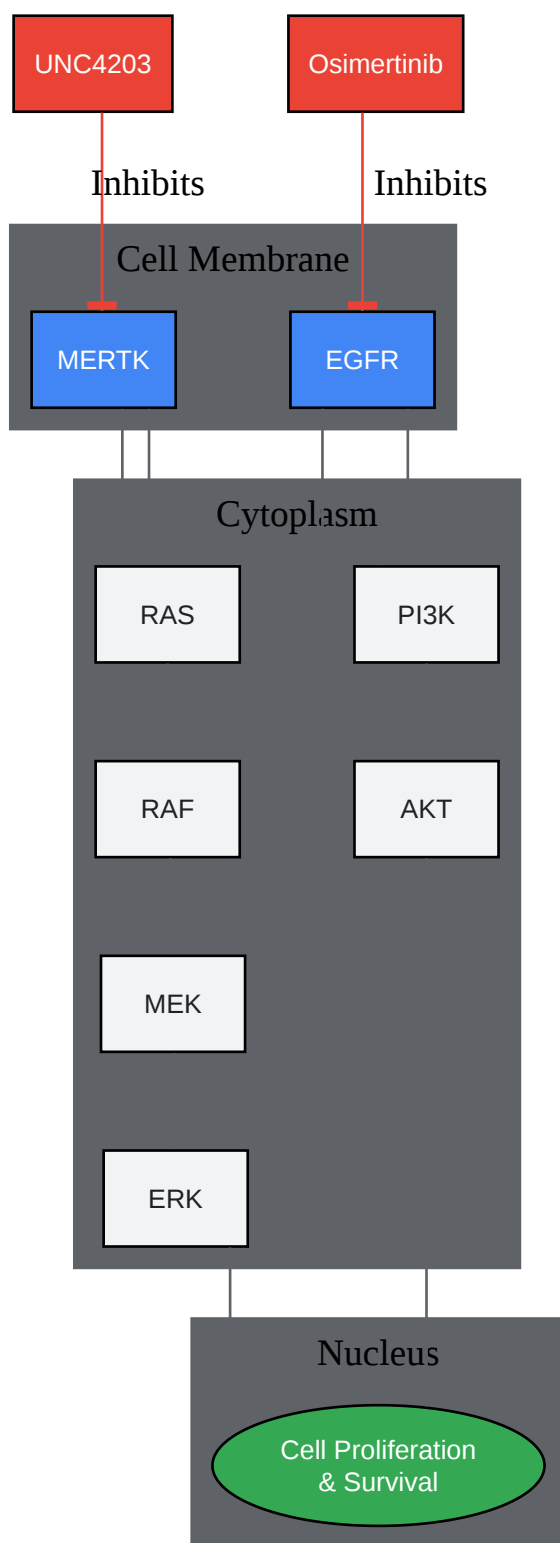 UNC4203
Osimertinib
Inhibits
Inhibits
Cell Membrane
MERTK
EGFR
Cytoplasm
RAS
PI3K
RAF
AKT
MEK
ERK
Nucleus
Cell Proliferation
& Survival